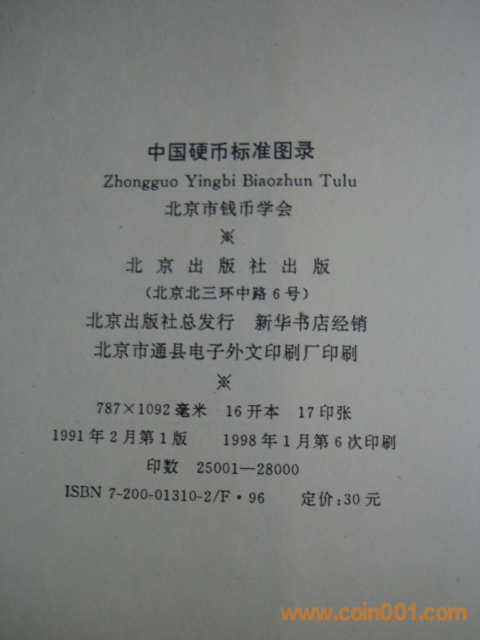 中国硬币标准图录
Zhongguo Yingbi Biaozhun Tulu
北京市钱币学会
※
北京出版社出版
(北京北三环中路6号)
北京出版社总发行 新华书店经销
北京市通县电子外文印刷厂印刷
※
787×1092毫米 16开本 17印张
1991年2月第1版 1998年1月第6次印刷
印数 25001—28000
ISBN 7-200-01310-2/F·96 定价:30元
www.coin001.com